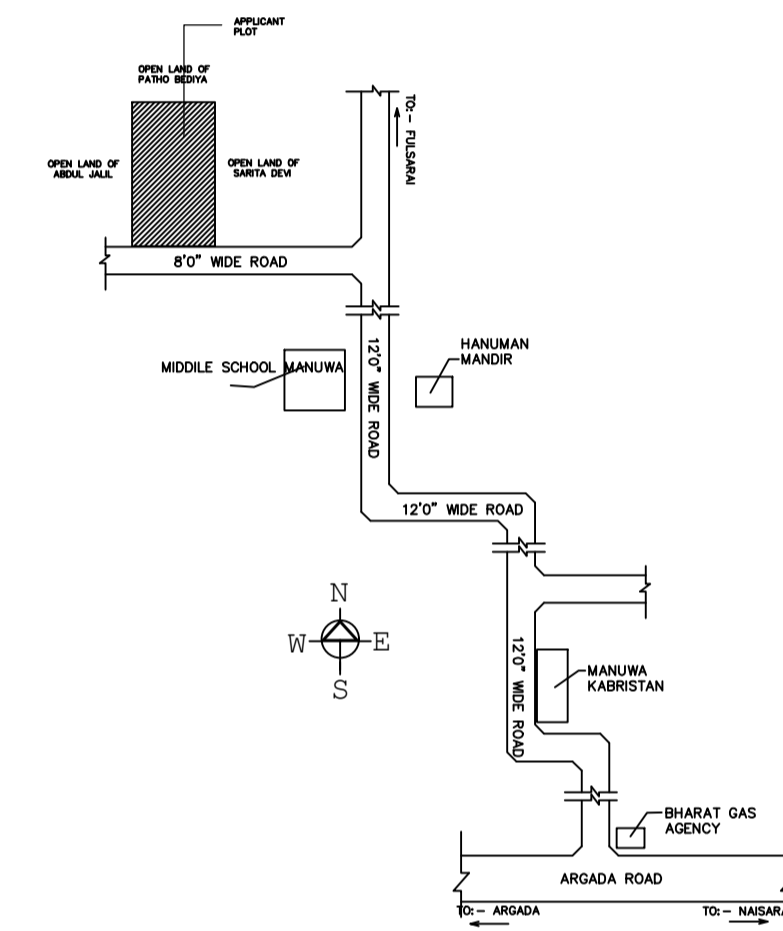 APPLICANT
PLOT
OPEN LAND OF
PATHO BEDIYA
TO:- FULSARAI
OPEN LAND OF
ABDUL JALIL
OPEN LAND OF
SARITA DEVI
8'0" WIDE ROAD
MIDDILE SCHOOL MANUWA
12'0" WIDE ROAD
HANUMAN
MANDIR
12'0" WIDE ROAD
N
W
E
S
12'0" WIDE ROAD
MANUWA
KABRISTAN
BHARAT GAS
AGENCY
ARGADA ROAD
TO:- ARGADA
TO:- NAISARA